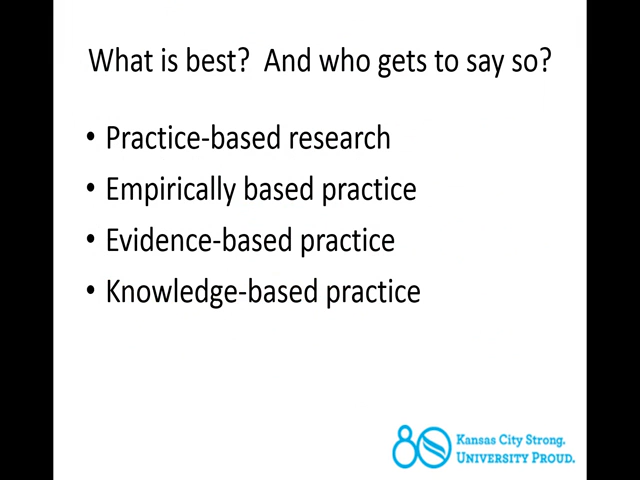 What is best?  And who gets to say so?
• Practice-based research
• Empirically based practice
• Evidence-based practice
• Knowledge-based practice
80
Kansas City Strong.
UNIVERSITY PROUD.